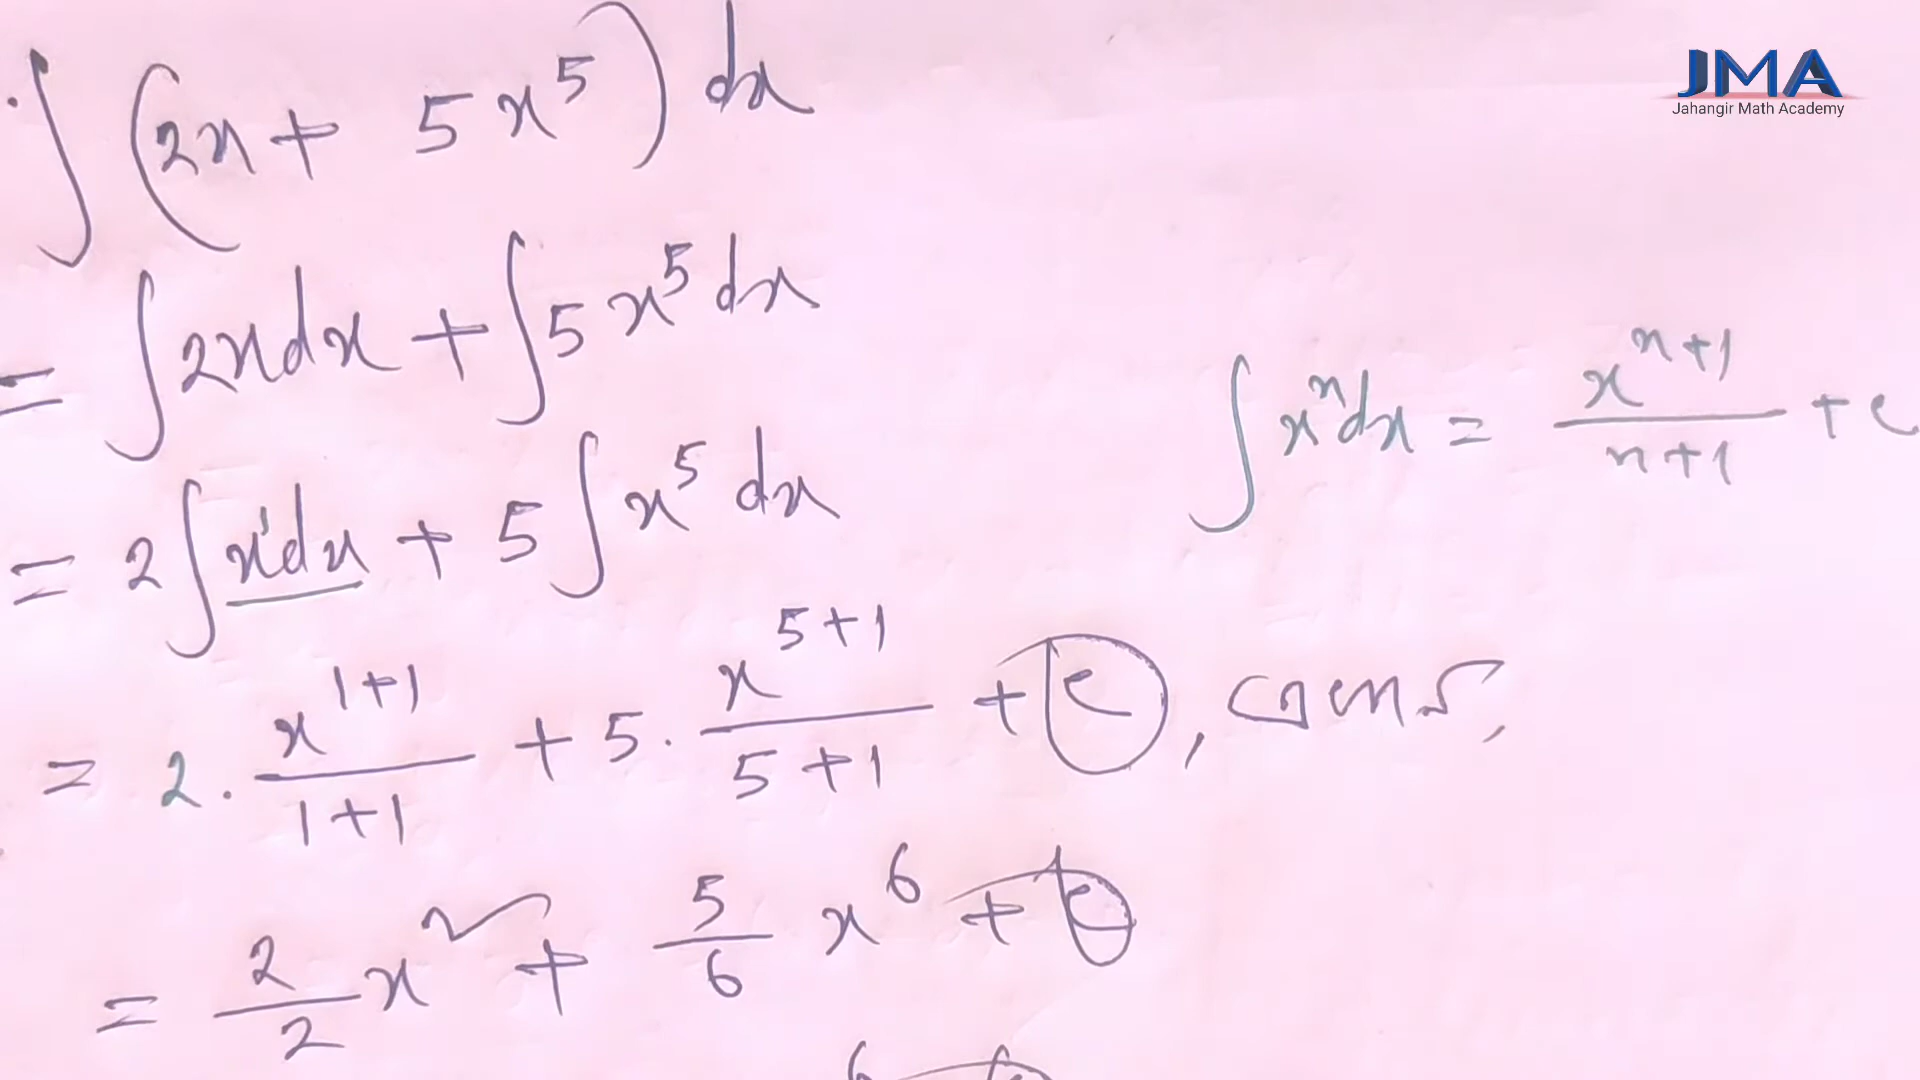 ∫(2x + 5x⁵) dx
= ∫2x dx + ∫5x⁵ dx
= 2∫x¹dx + 5∫x⁵ dx
∫xⁿdx = xⁿ⁺¹/n+1 + c
= 2 · x¹⁺¹/1+1 + 5 · x⁵⁺¹/5+1 + c, cons,
= 2/2 x² + 5/6 x⁶ + c
JMA
Jahangir Math Academy